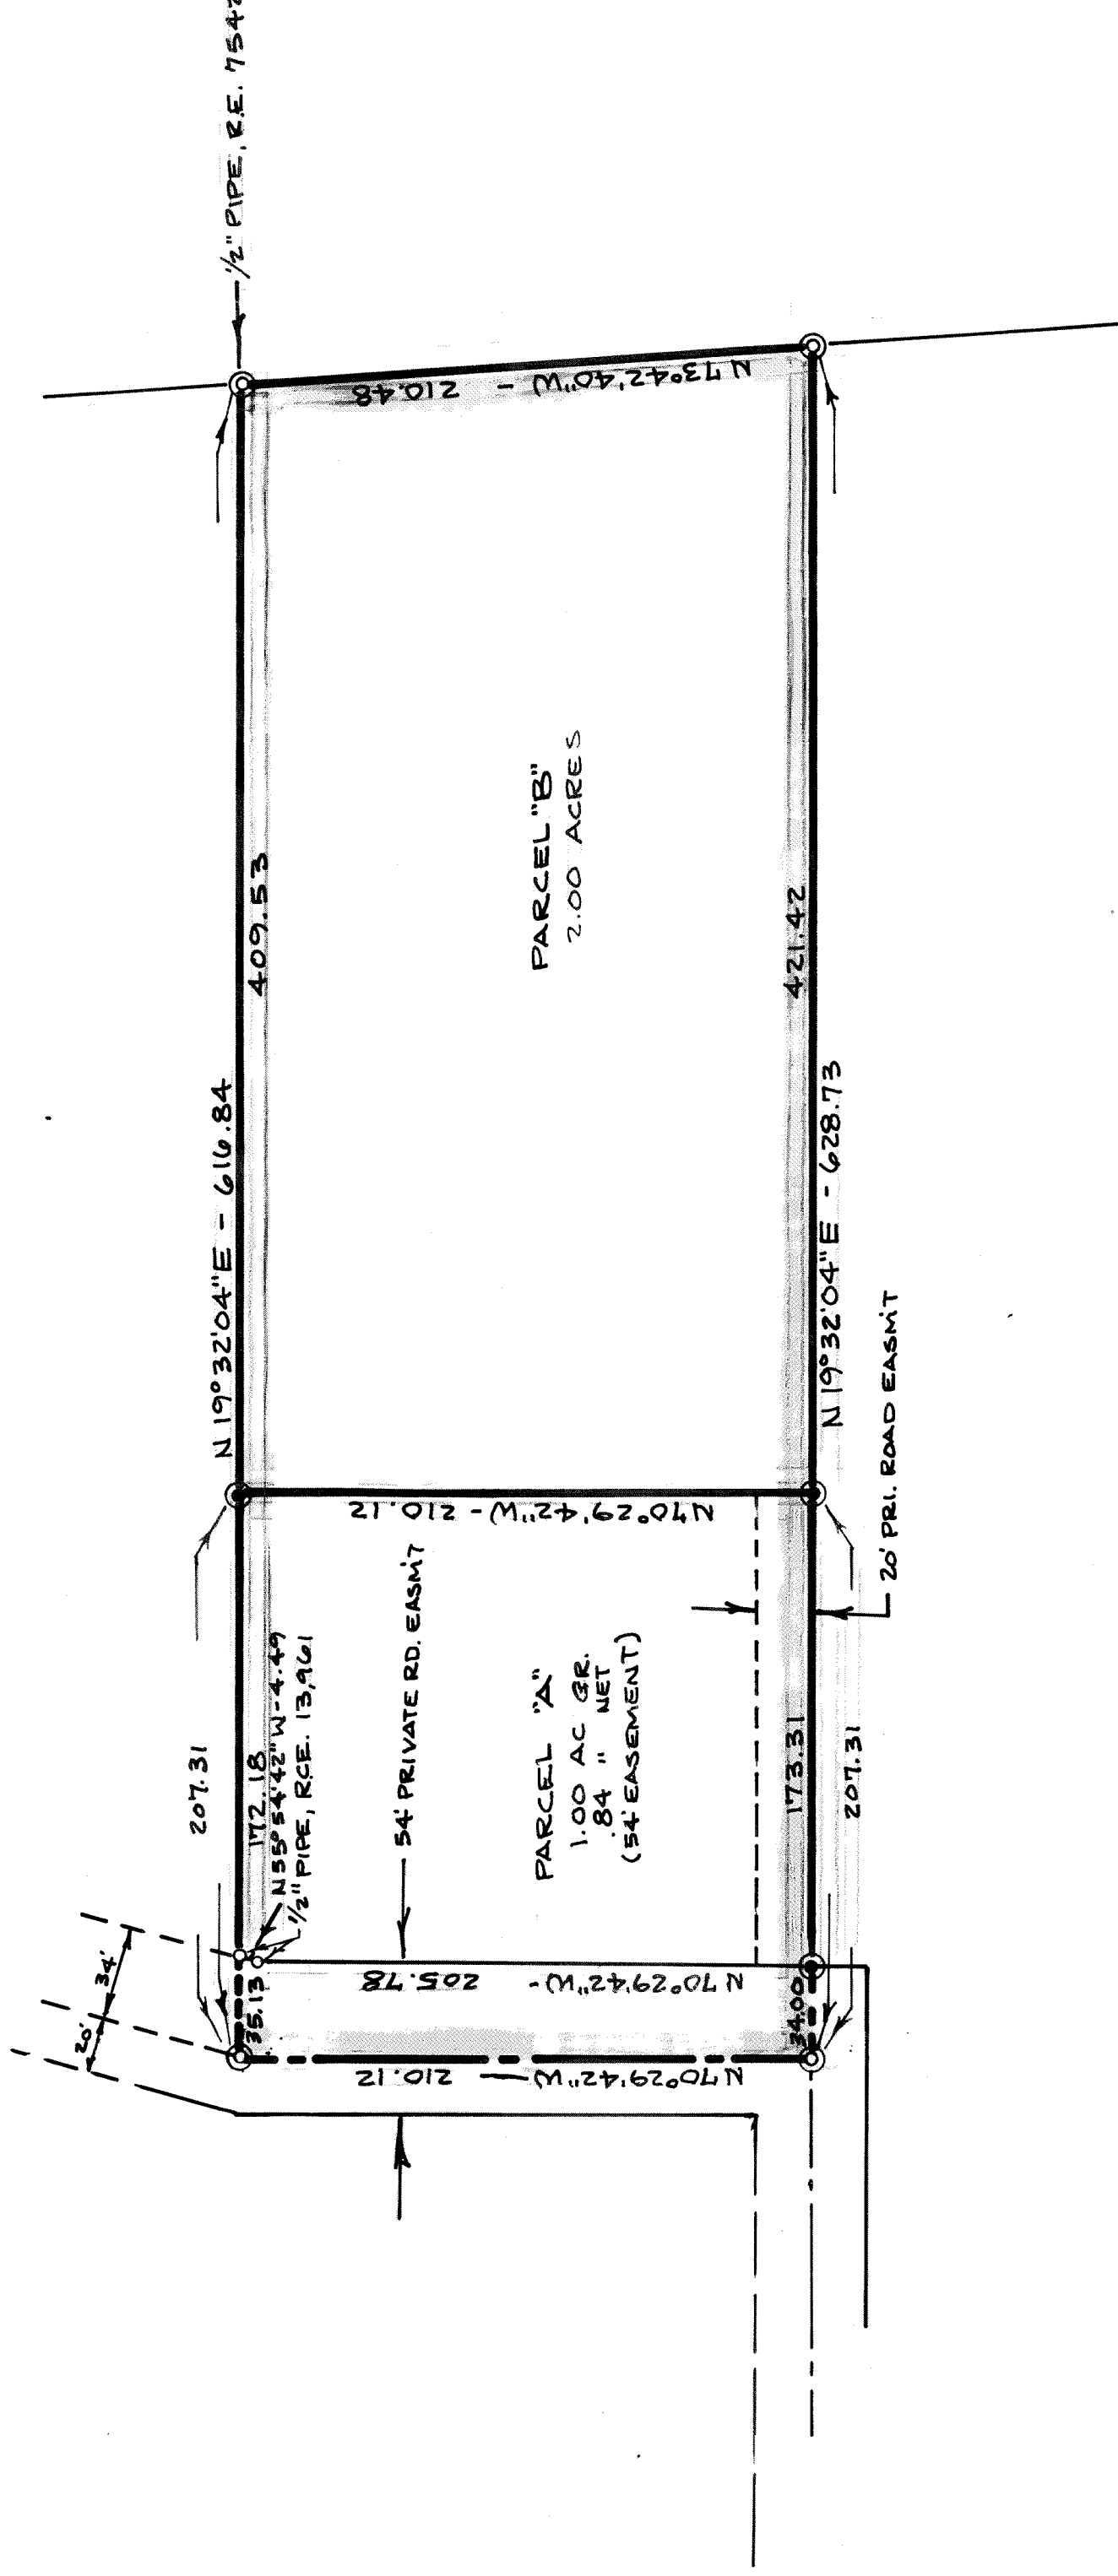 1/2" PIPE, R.E. 754
N 73°42'40"W - 210.48
409.53
PARCEL "B"
2.00 ACRES
421.42
N 19°32'04"E - 616.84
N 19°32'04"E - 628.73
20' PRI. ROAD EASM'T
N 70°29'42"W - 210.12
54' PRIVATE RD. EASM'T
N 55°54'42"W - 4.49
1/2" PIPE, R.C.E. 13,961
207.31
172.18
PARCEL "A"
1.00 AC GR.
.84 " NET
(54' EASEMENT)
173.31
207.31
34'
20'
35.13
N 70°29'42"W - 205.78
34.00
N 70°29'42"W - 210.12